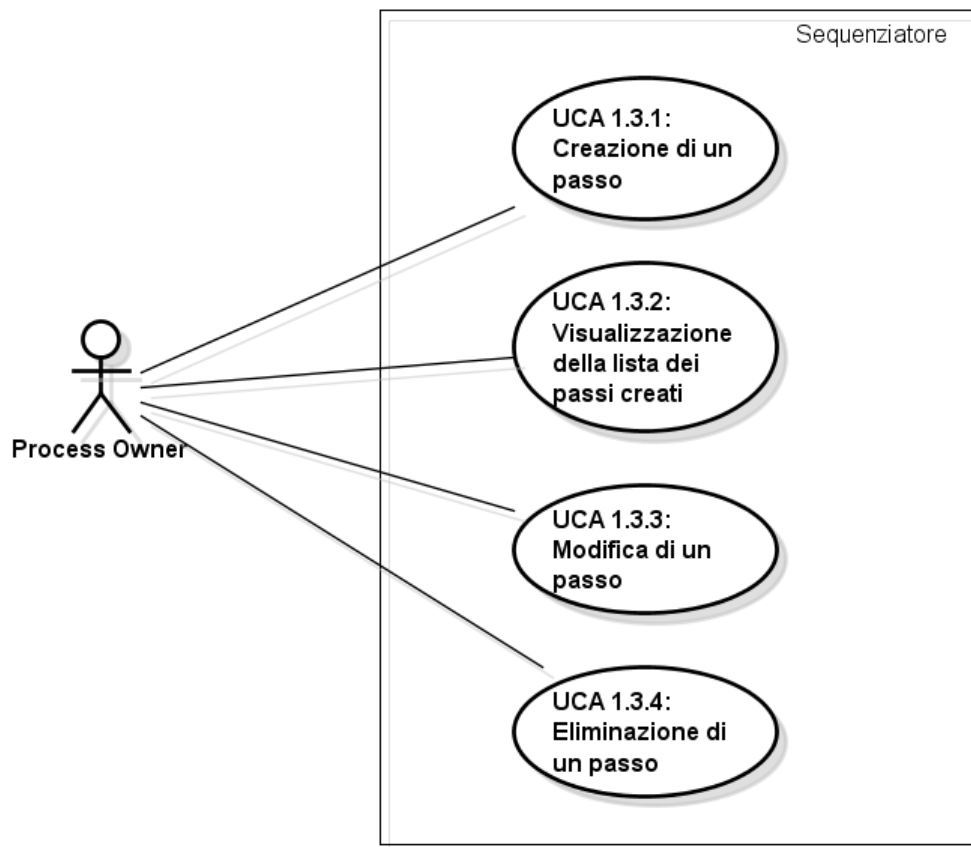 Sequenziatore
UCA 1.3.1:
Creazione di un
passo
UCA 1.3.2:
Visualizzazione
della lista dei
passi creati
Process Owner
UCA 1.3.3:
Modifica di un
passo
UCA 1.3.4:
Eliminazione di
un passo